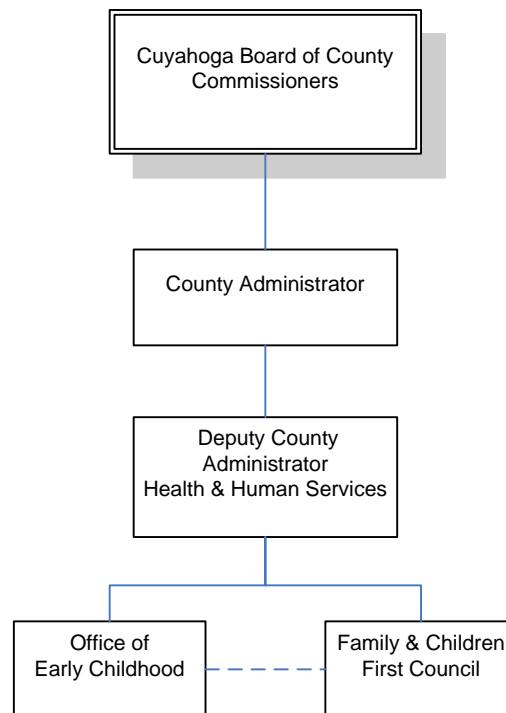 Cuyahoga Board of County
Commissioners
County Administrator
Deputy County
Administrator
Health & Human Services
Office of
Early Childhood
Family & Children
First Council